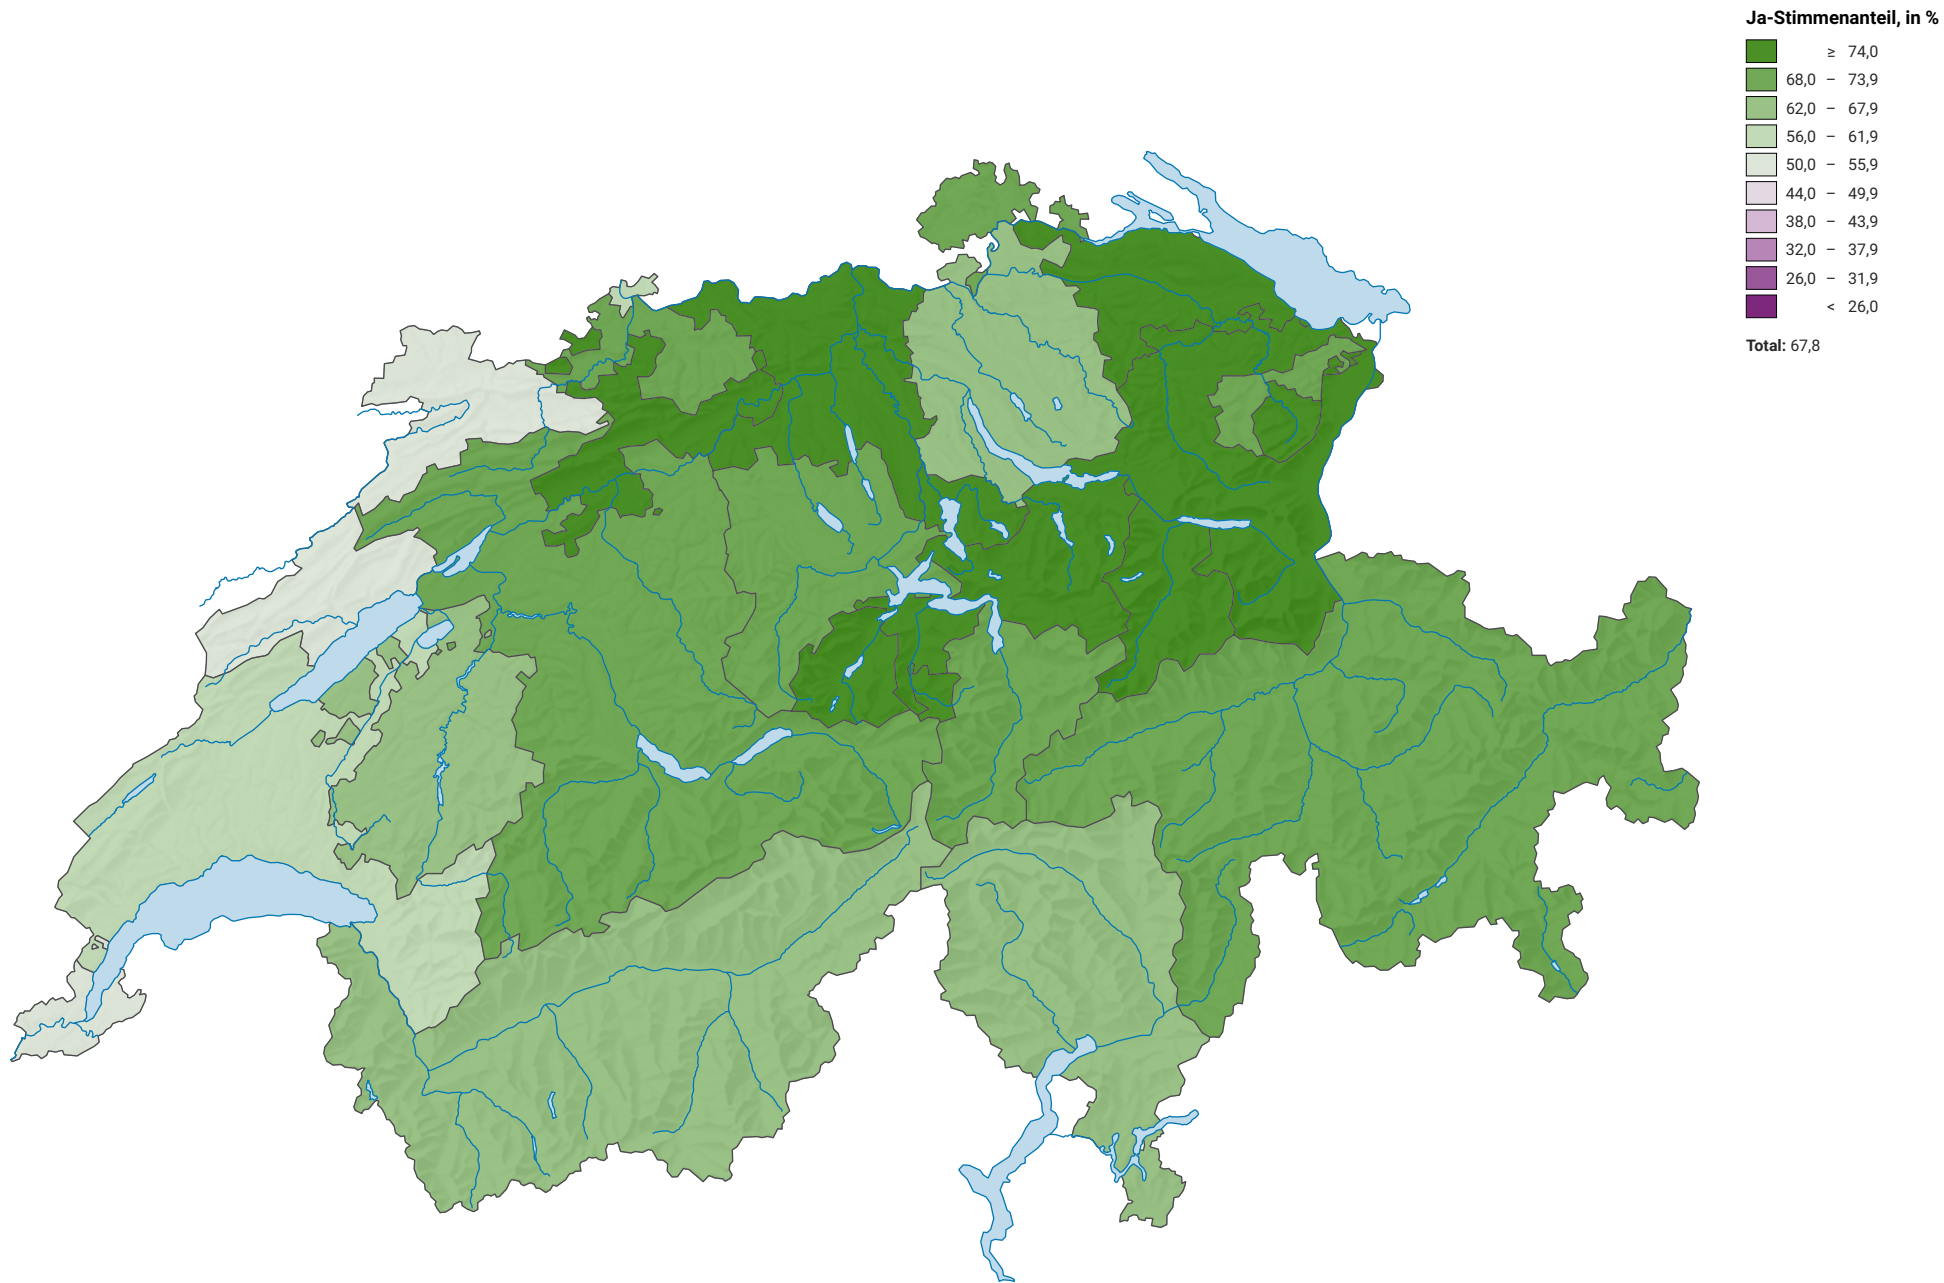 Ja-Stimmenanteil, in %
≥ 74,0
68,0 – 73,9
62,0 – 67,9
56,0 – 61,9
50,0 – 55,9
44,0 – 49,9
38,0 – 43,9
32,0 – 37,9
26,0 – 31,9
< 26,0
Total: 67,8